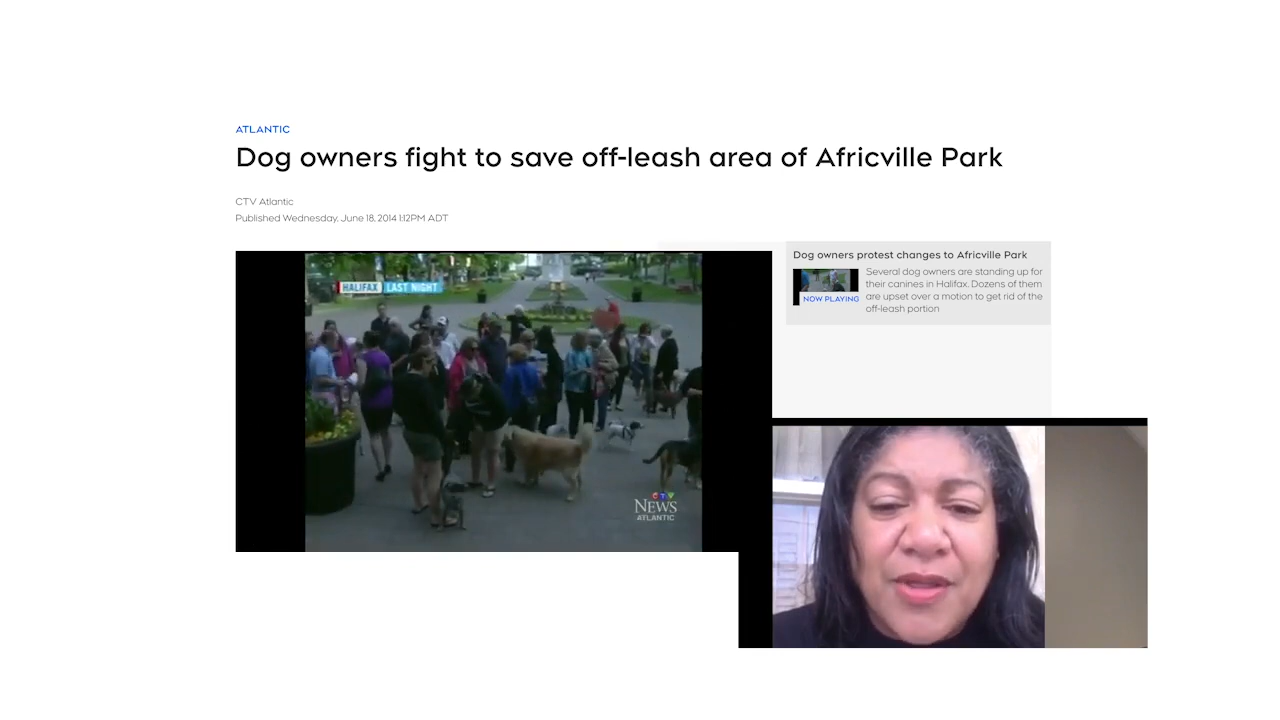 ATLANTIC
Dog owners fight to save off-leash area of Africville Park
CTV Atlantic
Published Wednesday, June 18, 2014 1:12PM ADT
HALIFAX LAST NIGHT
CTV
NEWS
ATLANTIC
Dog owners protest changes to Africville Park
Several dog owners are standing up for
their canines in Halifax. Dozens of them
are upset over a motion to get rid of the
off-leash portion
NOW PLAYING